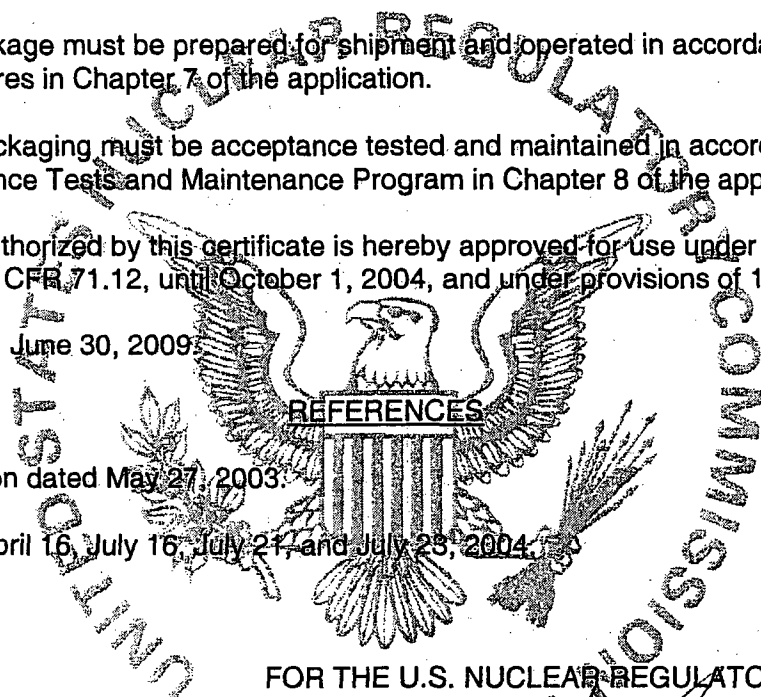 kage must be prepared for shipment and operated in accorda
res in Chapter 7 of the application.
ckaging must be acceptance tested and maintained in accor
nce Tests and Maintenance Program in Chapter 8 of the app
thorized by this certificate is hereby approved for use under
CFR 71.12, until October 1, 2004, and under provisions of 1
June 30, 2009.
REFERENCES
on dated May 27, 2003.
pril 16, July 16, July 21, and July 23, 2004.
FOR THE U.S. NUCLEAR REGULATO
UNITED STATES NUCLEAR REGULATORY COMMISSION